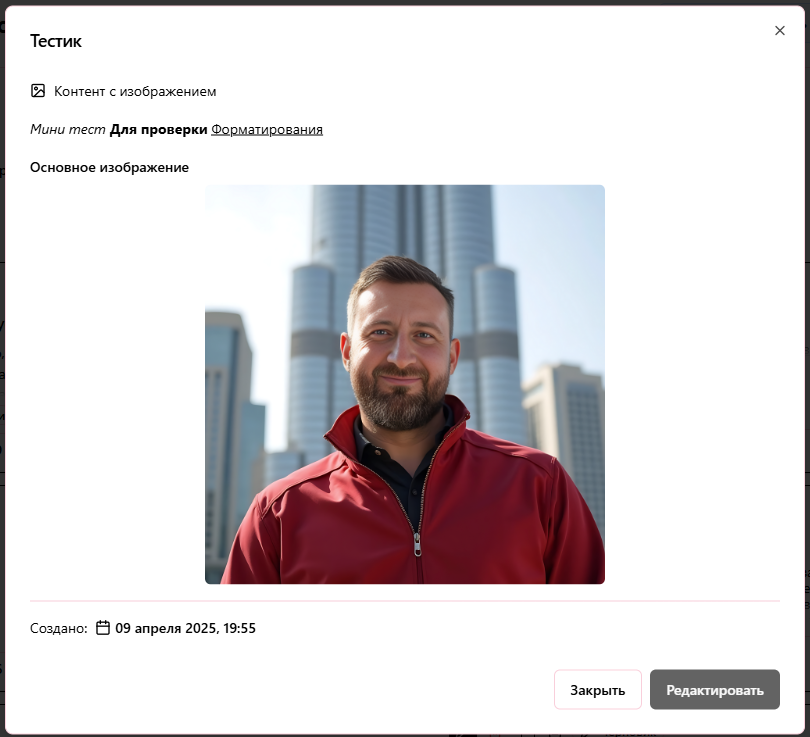 Тестик
Контент с изображением
Мини тест Для проверки Форматирования
Основное изображение
Создано: 09 апреля 2025, 19:55
Закрыть Редактировать